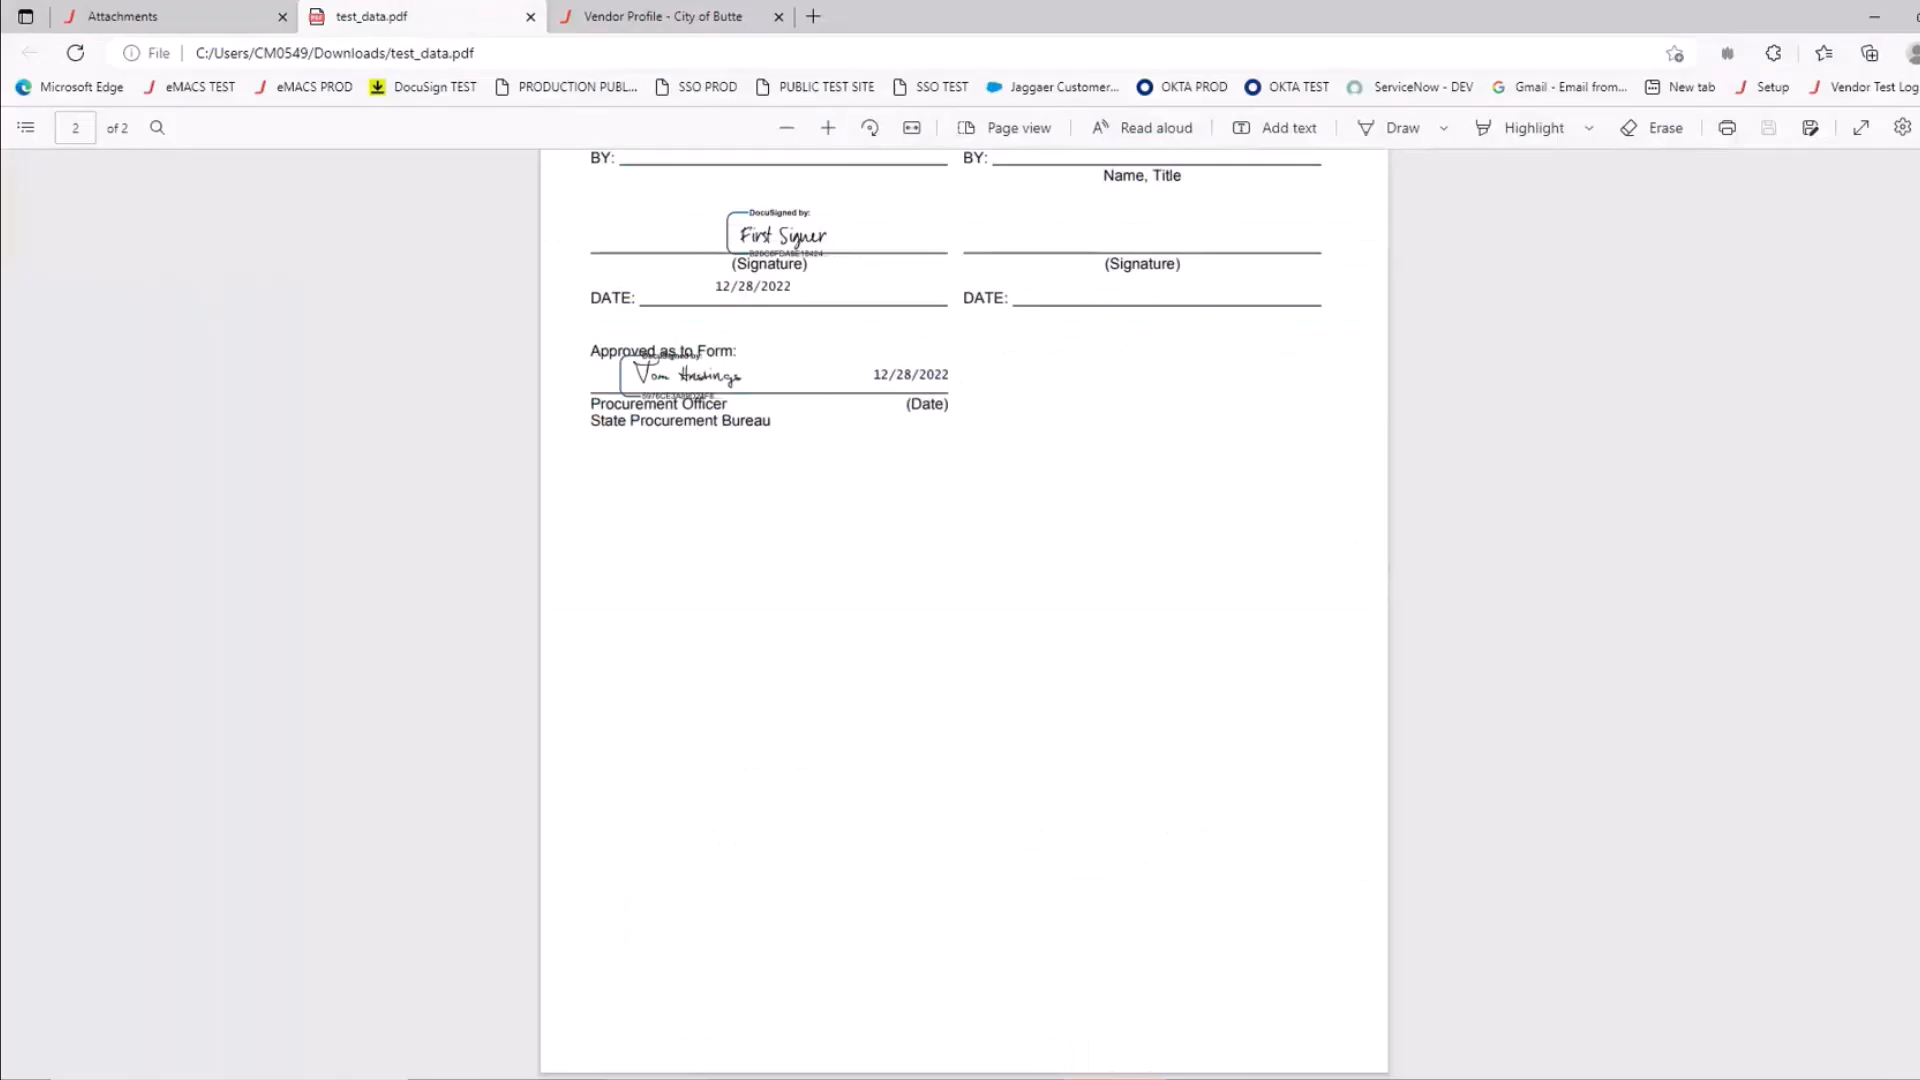 Attachments
test_data.pdf
Vendor Profile - City of Butte
File
C:/Users/CM0549/Downloads/test_data.pdf
Microsoft Edge
eMACS TEST
eMACS PROD
DocuSign TEST
PRODUCTION PUBL...
SSO PROD
PUBLIC TEST SITE
SSO TEST
Jaggaer Customer...
OKTA PROD
OKTA TEST
ServiceNow - DEV
Gmail - Email from...
New tab
Setup
Vendor Test Log
2 of 2
Page view
Read aloud
Add text
Draw
Highlight
Erase
BY:
BY:
Name, Title
DocuSigned by:
First Signer
(Signature)
(Signature)
12/28/2022
DATE:
DATE:
Approved as to Form:
DocuSigned by:
Tom Hastings
12/28/2022
Procurement Officer
(Date)
State Procurement Bureau